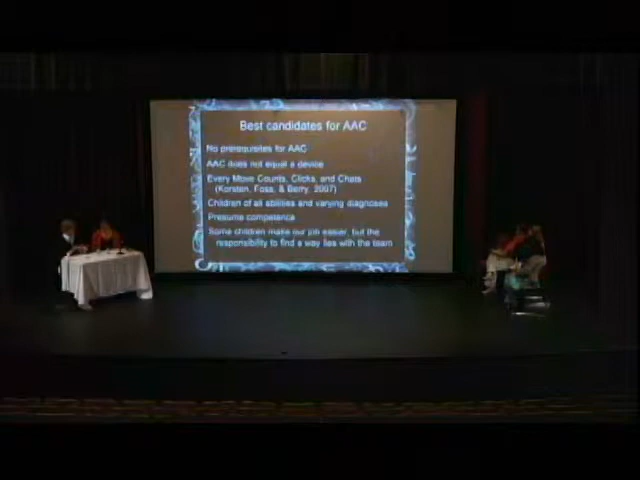 Best candidates for AAC
No prerequisites for AAC
AAC does not equal a device
Every Move Counts, Clicks, and Chats
(Korsten, Foss, & Berry, 2007)
Children of all abilities and varying diagnoses
Presume competence
Some children make our job easier, but the
responsibility to find a way lies with the team